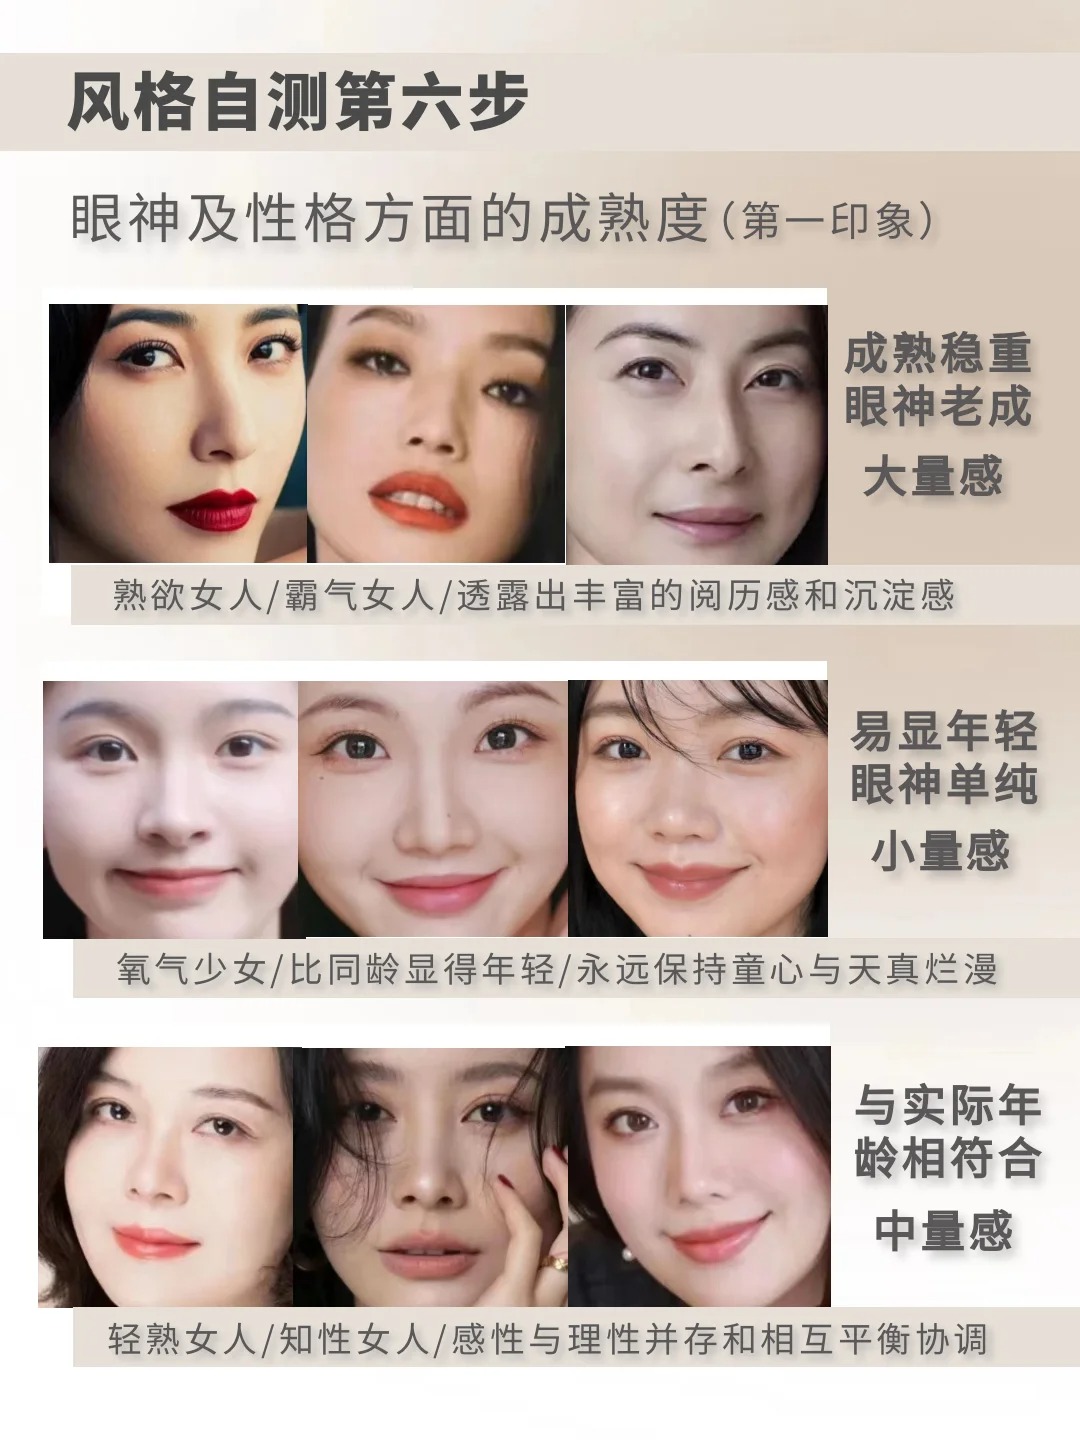 风格自测第六步
眼神及性格方面的成熟度（第一印象）
成熟稳重
眼神老成
大量感
熟欲女人/霸气女人/透露出丰富的阅历感和沉淀感
易显年轻
眼神单纯
小量感
氧气少女/比同龄显得年轻/永远保持童心与天真烂漫
与实际年
龄相符合
中量感
轻熟女人/知性女人/感性与理性并存和相互平衡协调